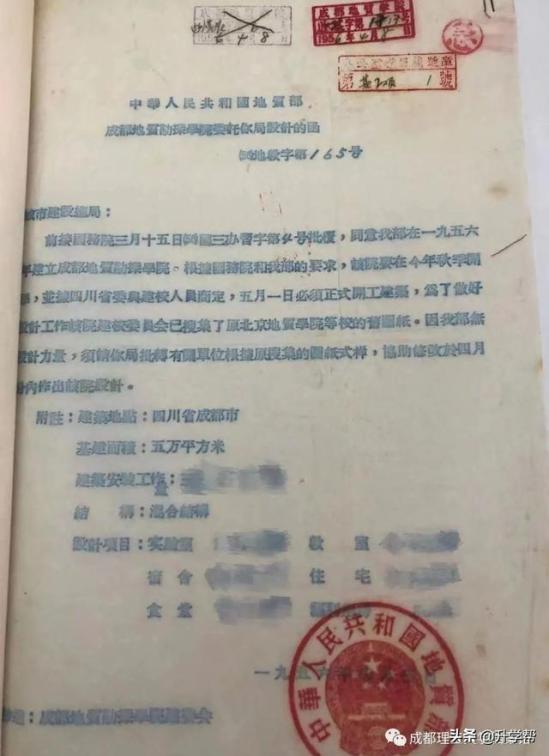 中華人民共和國地質部
成都地質勘探學院委托你局設計的函
地教字第165号
城市建設總局：
前接國務院三月十五日國三办習字第4号批復，同意我部在一九五六
年建立成都地質勘探學院。根據國務院和我部的要求，該院要在今年秋季開
學，並據四川省委與建校人員商定，五月一日必須正式開工建築，為了做好
設計工作該院建校委員会已搜集了原北京地質學院等校的舊圖紙。因我部無
設計力量，須請你局批轉有關單位根據原搜集的圖紙式样，協助修改於四月
份内作出該院設計。
附註：建築地點：四川省成都市
基建面積：五万平方米
建築安裝工作量：
結構：混合結構
設計項目：实驗室 教室
宿舍 住宅
食堂
一九五六年
中華人民共和國地質部
成都地質勘探學院建委会
成都理
头条 @升学帮